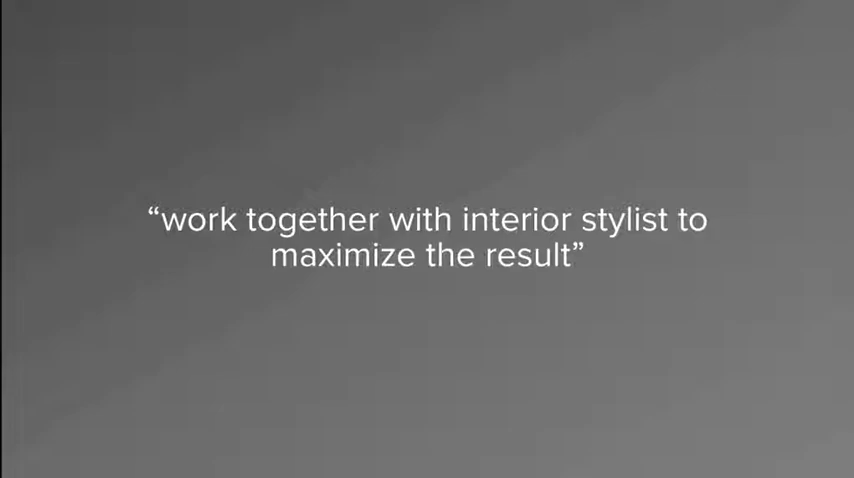 “work together with interior stylist to
maximize the result”